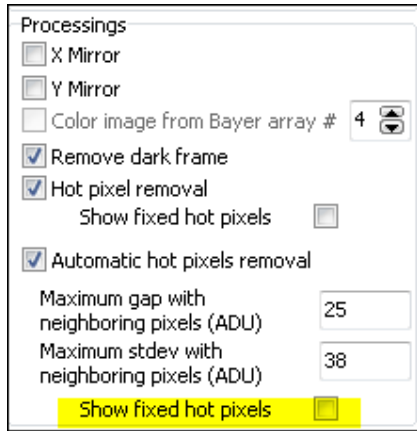 Processings
X Mirror
Y Mirror
Color image from Bayer array # 4
Remove dark frame
Hot pixel removal
Show fixed hot pixels
Automatic hot pixels removal
Maximum gap with
neighboring pixels (ADU) 25
Maximum stdev with
neighboring pixels (ADU) 38
Show fixed hot pixels